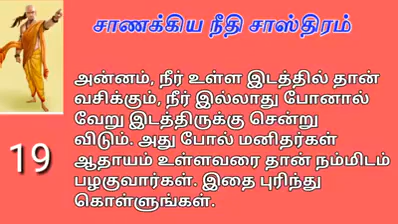 சாணக்கிய நீதி சாஸ்திரம்
அன்னம், நீர் உள்ள இடத்தில் தான்
வசிக்கும், நீர் இல்லாது போனால்
வேறு இடத்திருக்கு சென்று
விடும். அது போல் மனிதர்கள்
ஆதாயம் உள்ளவரை தான் நம்மிடம்
பழகுவார்கள். இதை புரிந்து
கொள்ளுங்கள்.
19